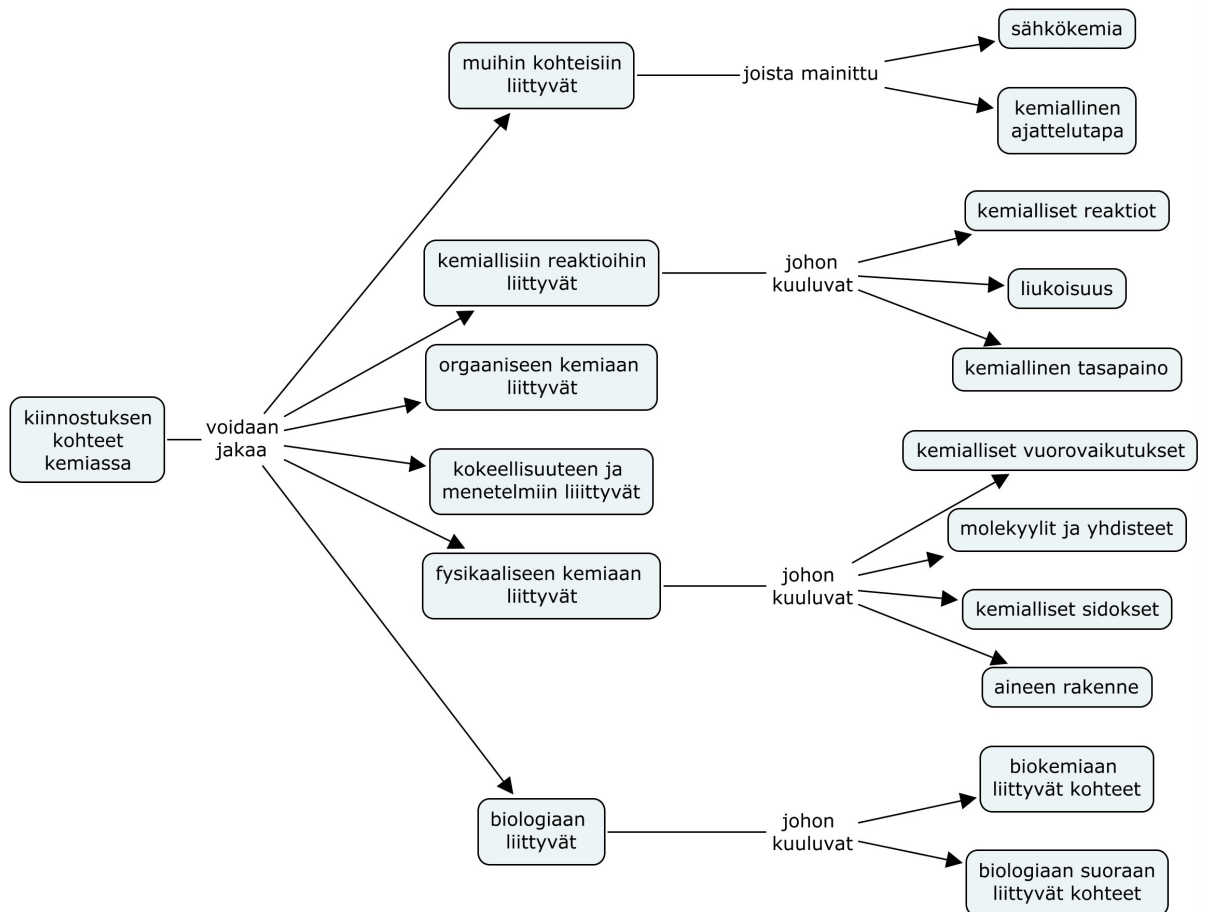 kiinnostuksen
kohteet
kemiassa
voidaan
jakaa
muihin kohteisiin
liittyvät
joista mainittu
sähkökemia
kemiallinen
ajattelutapa
kemiallisiin reaktioihin
liittyvät
johon
kuuluvat
kemialliset reaktiot
liukoisuus
kemiallinen tasapaino
orgaaniseen kemiaan
liittyvät
kokeellisuuteen ja
menetelmiin liiittyvät
fysikaaliseen kemiaan
liittyvät
johon
kuuluvat
kemialliset vuorovaikutukset
molekyylit ja yhdisteet
kemialliset sidokset
aineen rakenne
biologiaan
liittyvät
johon
kuuluvat
biokemiaan
liittyvät kohteet
biologiaan suoraan
liittyvät kohteet